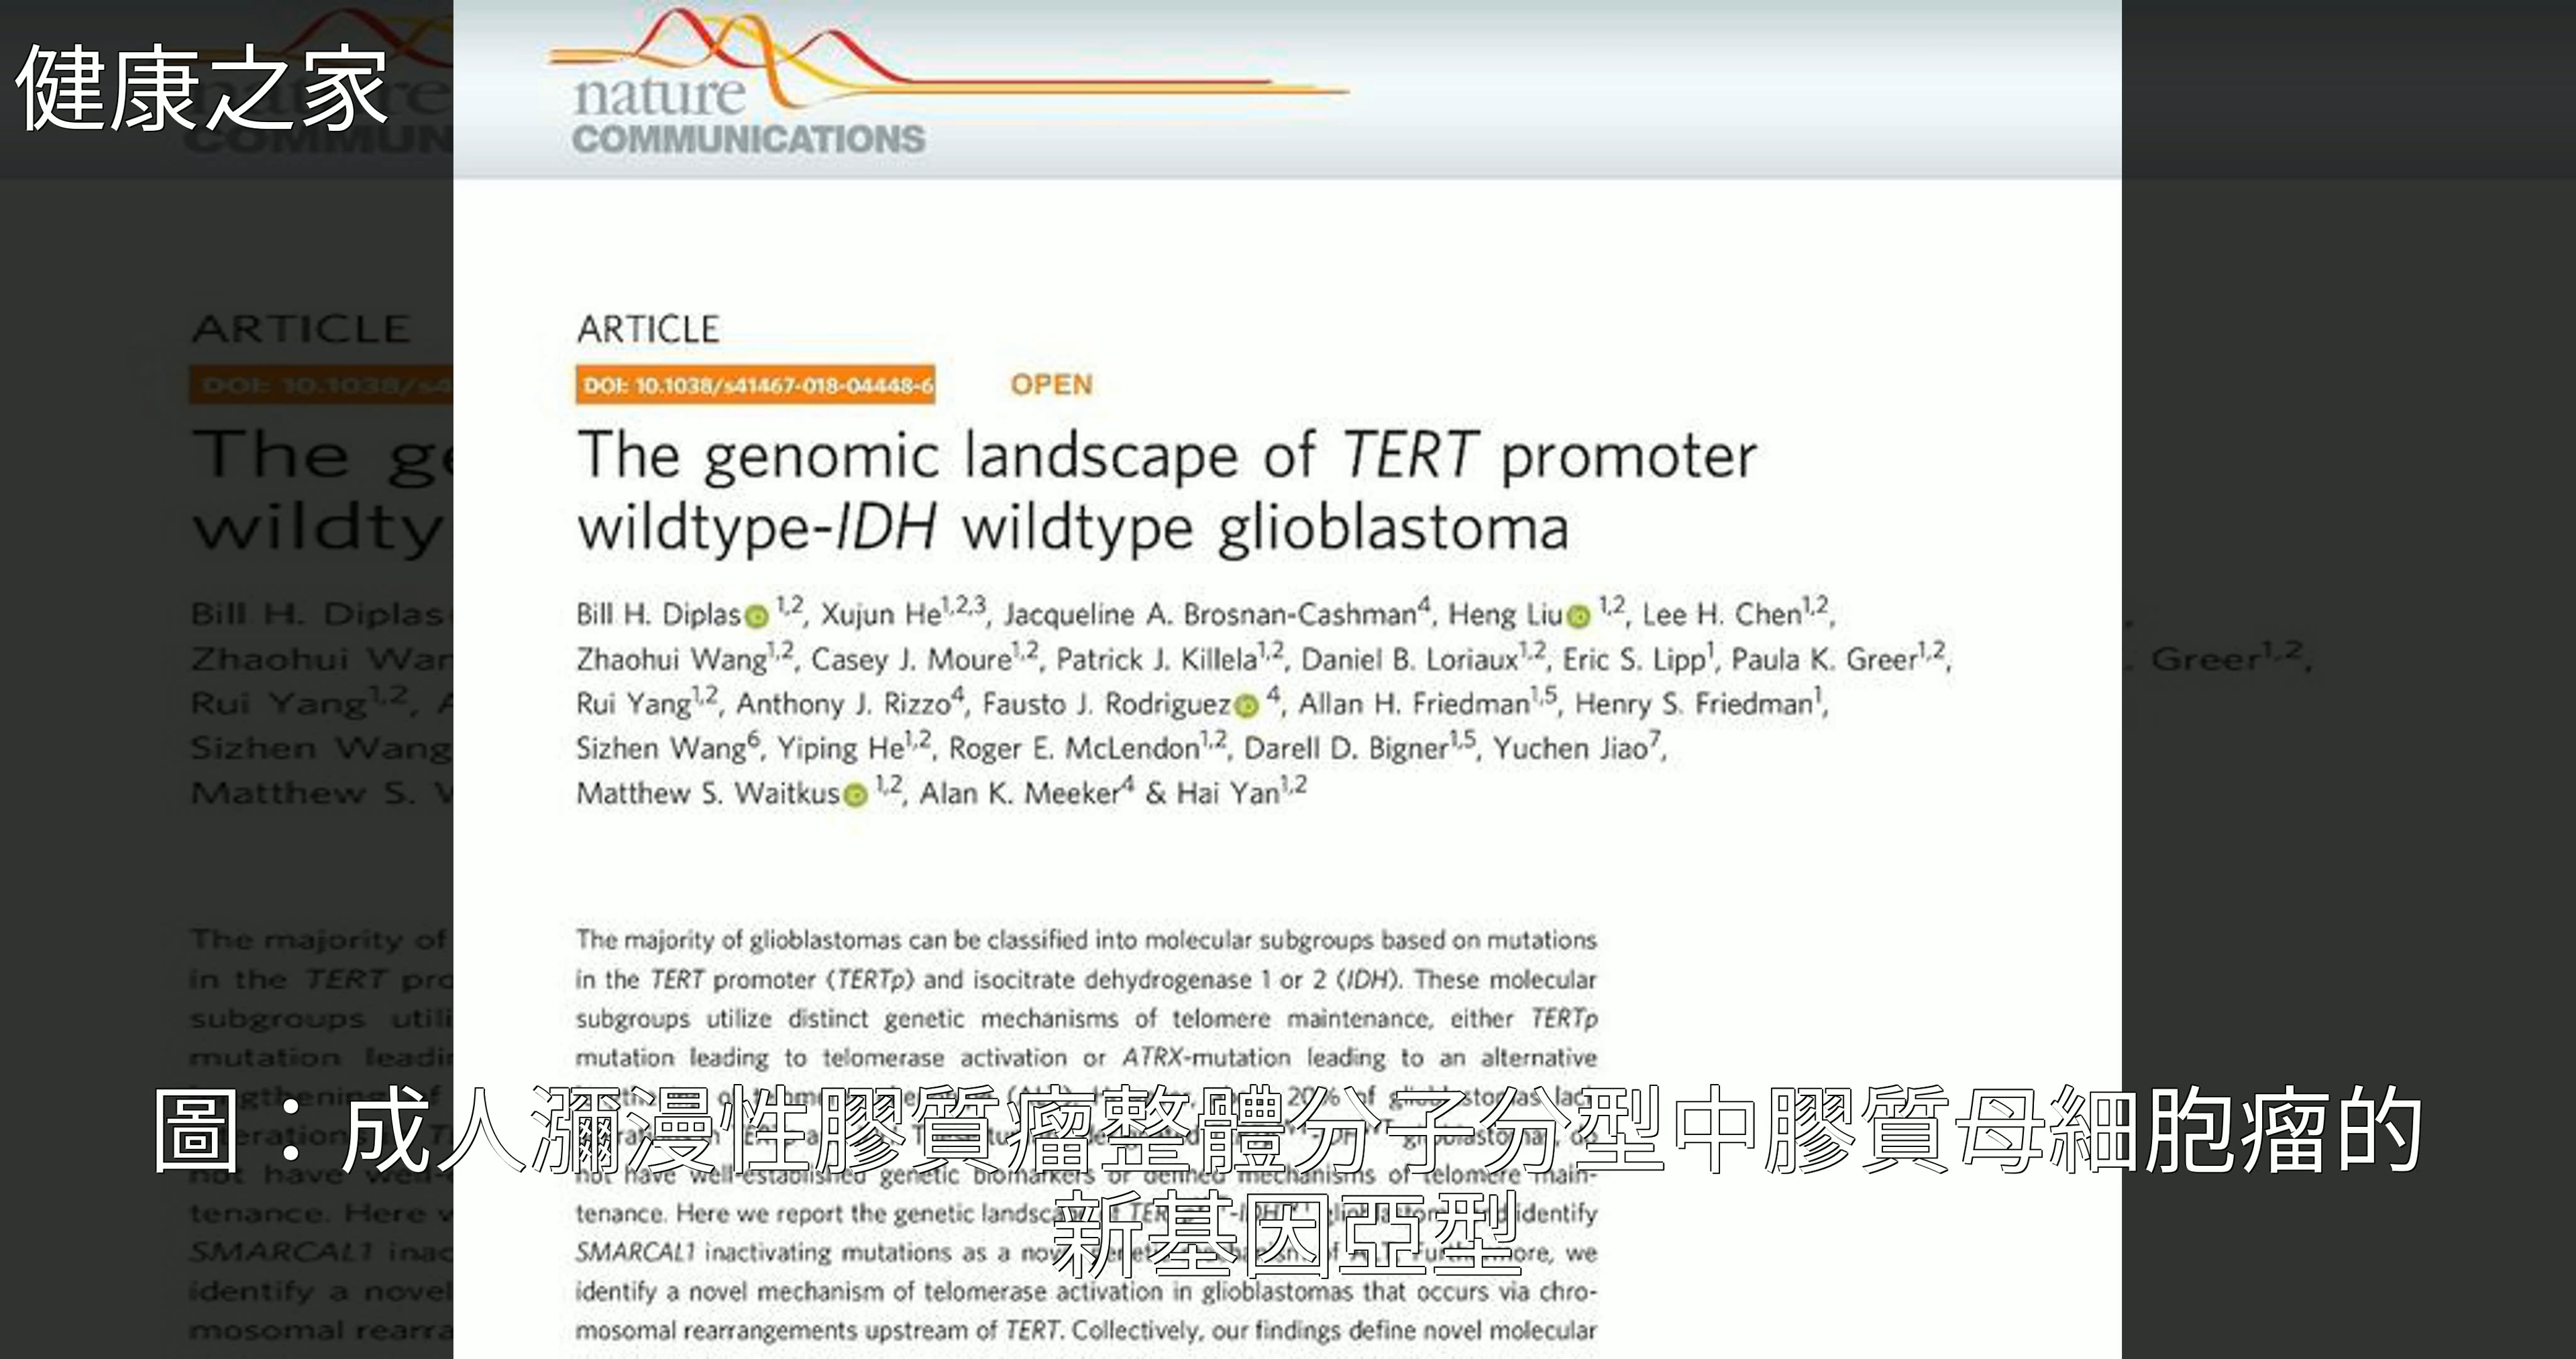 健康之家
nature
COMMUNICATIONS
ARTICLE
DOI: 10.1038/s41467-018-04448-6
OPEN
The genomic landscape of TERT promoter
wildtype-IDH wildtype glioblastoma
Bill H. Diplas 1,2, Xujun He1,2,3, Jacqueline A. Brosnan-Cashman4, Heng Liu 1,2, Lee H. Chen1,2,
Zhaohui Wang1,2, Casey J. Moure1,2, Patrick J. Killela1,2, Daniel B. Loriaux1,2, Eric S. Lipp1, Paula K. Greer1,2,
Rui Yang1,2, Anthony J. Rizzo4, Fausto J. Rodriguez 4, Allan H. Friedman1,5, Henry S. Friedman1,
Sizhen Wang6, Yiping He1,2, Roger E. McLendon1,2, Darell D. Bigner1,5, Yuchen Jiao7,
Matthew S. Waitkus 1,2, Alan K. Meeker4 & Hai Yan1,2
The majority of glioblastomas can be classified into molecular subgroups based on mutations
in the TERT promoter (TERTp) and isocitrate dehydrogenase 1 or 2 (IDH). These molecular
subgroups utilize distinct genetic mechanisms of telomere maintenance, either TERTp
mutation leading to telomerase activation or ATRX-mutation leading to an alternative
圖：成人瀰漫性膠質瘤整體分子分型中膠質母細胞瘤的
not have well-established genetic biomarkers or defined mechanisms of telomere main-
tenance. Here we report the genetic identify
新基因亞型
SMARCAL1 inactivating mutations as a we
identify a novel mechanism of telomerase activation in glioblastomas that occurs via chro-
mosomal rearrangements upstream of TERT. Collectively, our findings define novel molecular